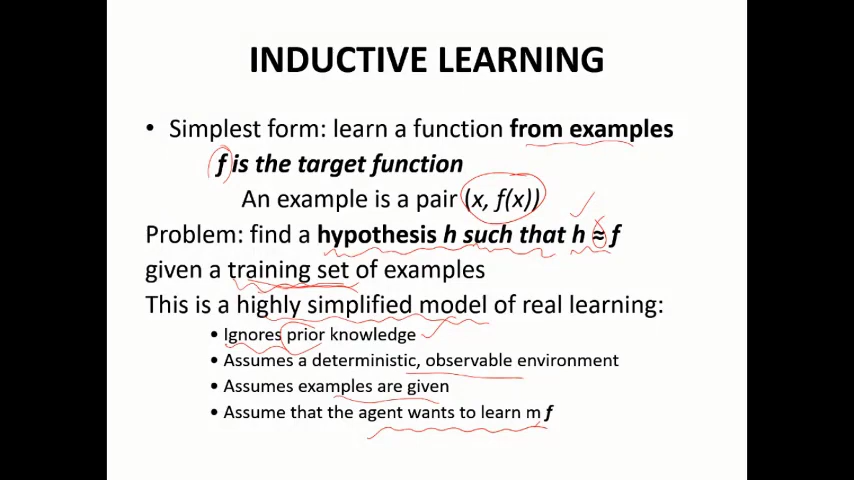 INDUCTIVE LEARNING
• Simplest form: learn a function from examples
f is the target function
An example is a pair (x, f(x))
Problem: find a hypothesis h such that h ≈ f
given a training set of examples
This is a highly simplified model of real learning:
• Ignores prior knowledge
• Assumes a deterministic, observable environment
• Assumes examples are given
• Assume that the agent wants to learn m f